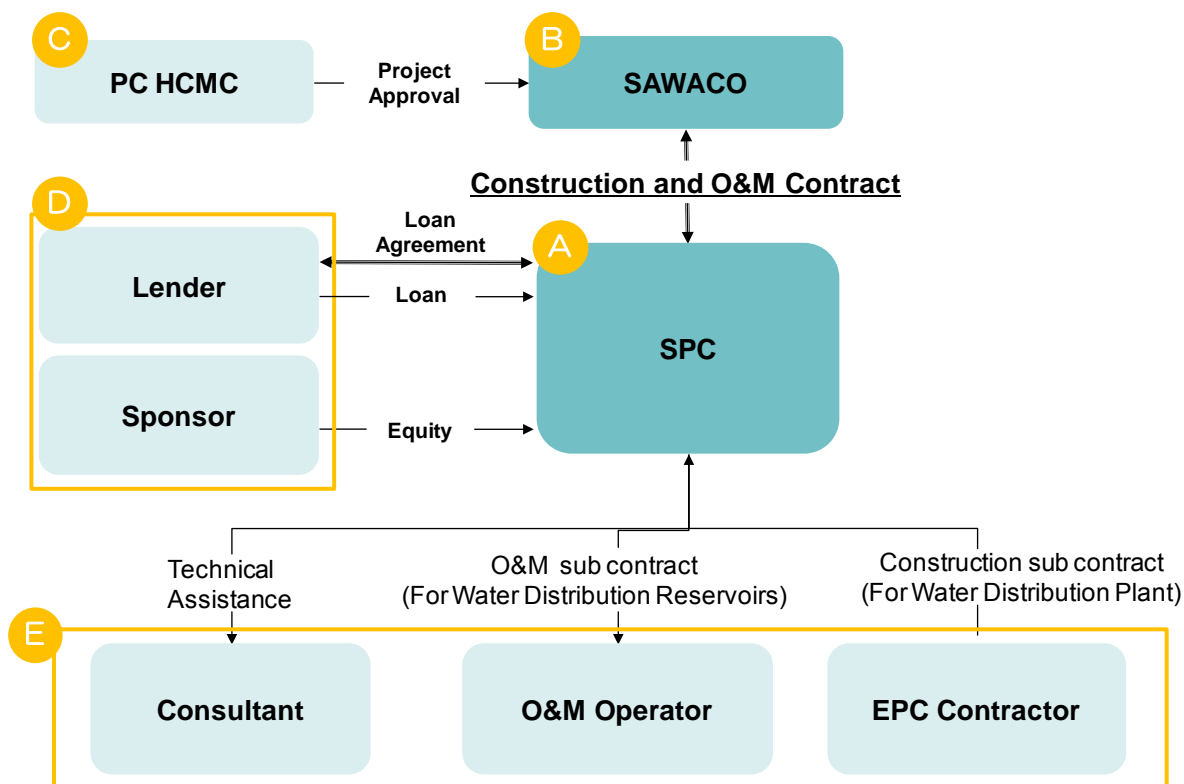 C
PC HCMC
Project
Approval
B
SAWACO
Construction and O&M Contract
D
Lender
Loan
Agreement
Loan
A
SPC
Sponsor
Equity
Technical
Assistance
O&M sub contract
(For Water Distribution Reservoirs)
Construction sub contract
(For Water Distribution Plant)
E
Consultant
O&M Operator
EPC Contractor